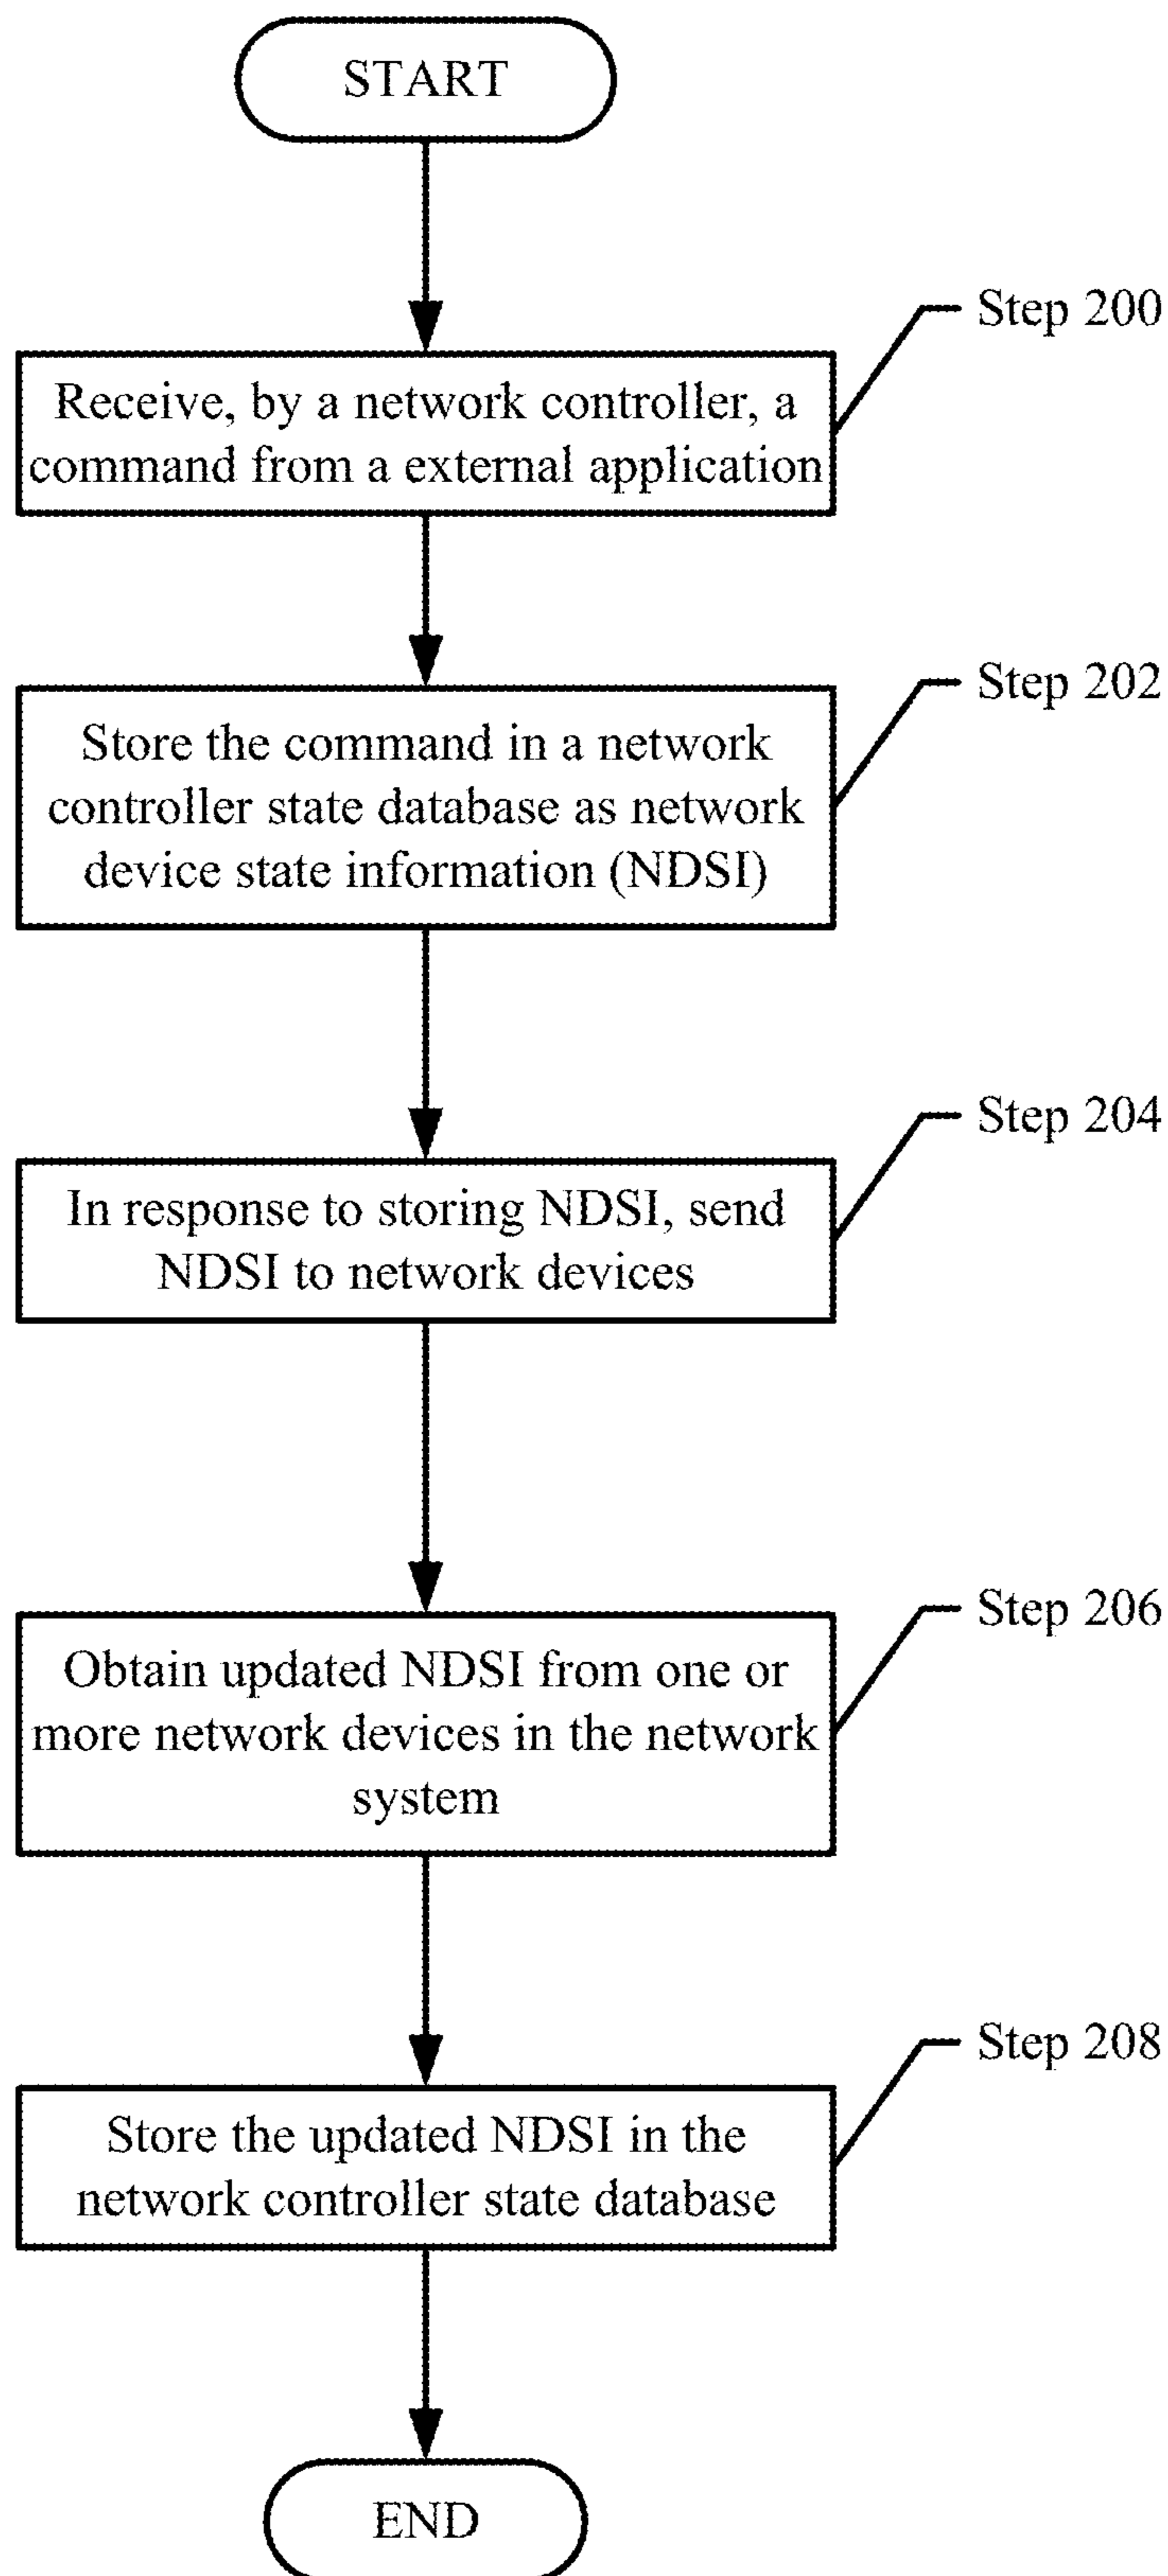 START
Step 200
Receive, by a network controller, a
command from a external application
Step 202
Store the command in a network
controller state database as network
device state information (NDSI)
Step 204
In response to storing NDSI, send
NDSI to network devices
Step 206
Obtain updated NDSI from one or
more network devices in the network
system
Step 208
Store the updated NDSI in the
network controller state database
END